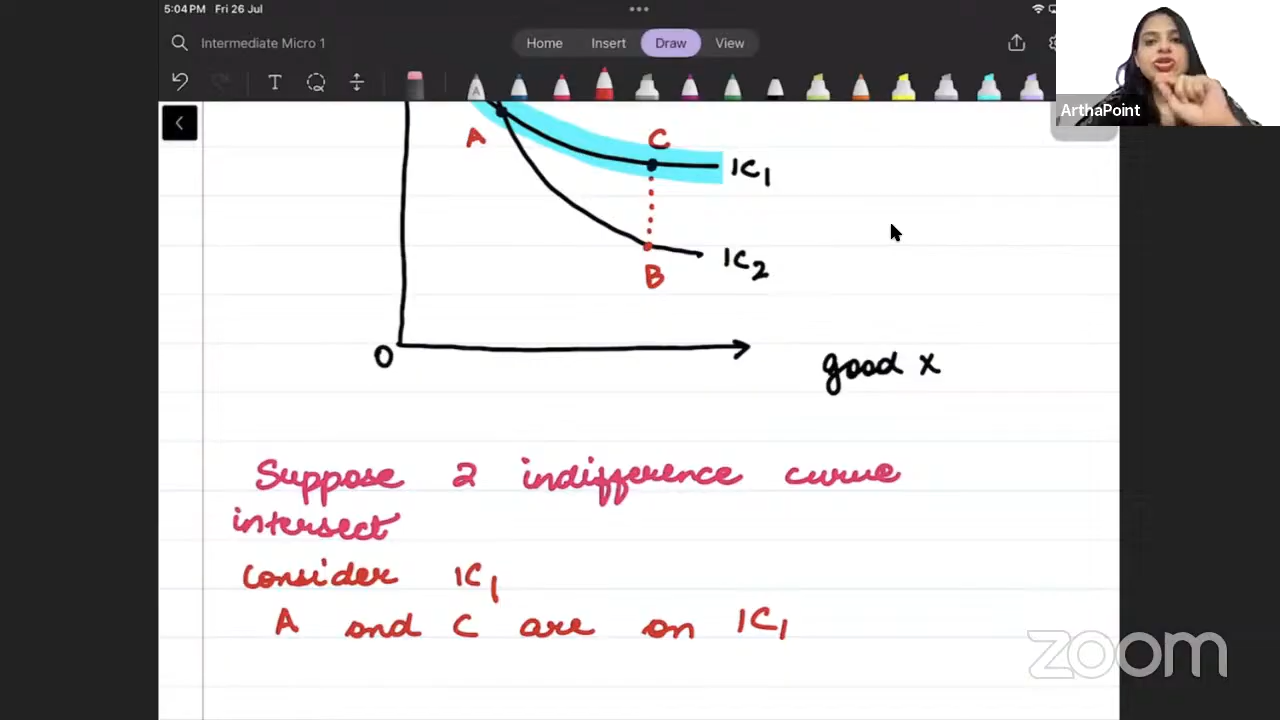 5:04 PM Fri 26 Jul
Intermediate Micro 1
Home Insert Draw View
T
A
ArthaPoint
A
C
IC1
IC2
B
O
good x
Suppose 2 indifference curve
intersect
Consider IC1
A and C are on IC1
zoom